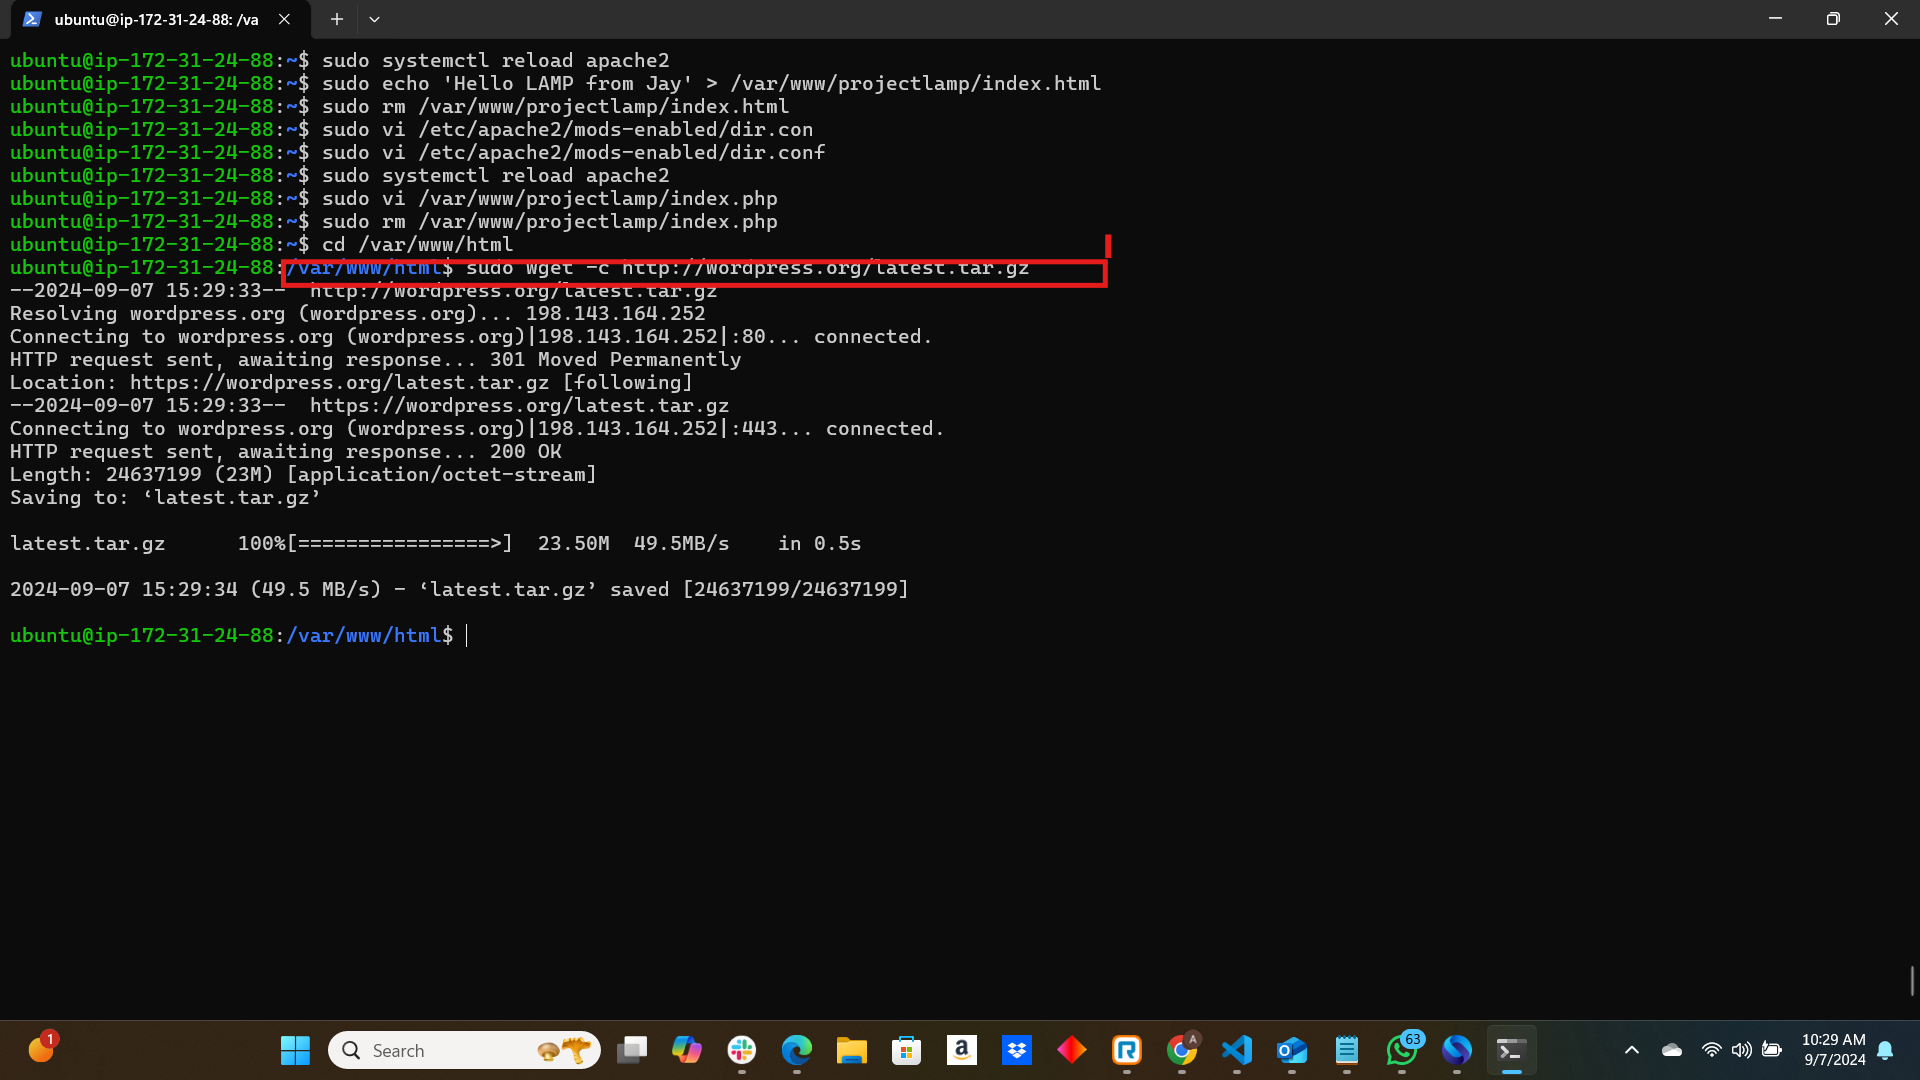 ubuntu@ip-172-31-24-88: /va
ubuntu@ip-172-31-24-88:~$ sudo systemctl reload apache2
ubuntu@ip-172-31-24-88:~$ sudo echo 'Hello LAMP from Jay' > /var/www/projectlamp/index.html
ubuntu@ip-172-31-24-88:~$ sudo rm /var/www/projectlamp/index.html
ubuntu@ip-172-31-24-88:~$ sudo vi /etc/apache2/mods-enabled/dir.con
ubuntu@ip-172-31-24-88:~$ sudo vi /etc/apache2/mods-enabled/dir.conf
ubuntu@ip-172-31-24-88:~$ sudo systemctl reload apache2
ubuntu@ip-172-31-24-88:~$ sudo vi /var/www/projectlamp/index.php
ubuntu@ip-172-31-24-88:~$ sudo rm /var/www/projectlamp/index.php
ubuntu@ip-172-31-24-88:~$ cd /var/www/html
ubuntu@ip-172-31-24-88:/var/www/html$ sudo wget -c http://wordpress.org/latest.tar.gz
--2024-09-07 15:29:33--  http://wordpress.org/latest.tar.gz
Resolving wordpress.org (wordpress.org)... 198.143.164.252
Connecting to wordpress.org (wordpress.org)|198.143.164.252|:80... connected.
HTTP request sent, awaiting response... 301 Moved Permanently
Location: https://wordpress.org/latest.tar.gz [following]
--2024-09-07 15:29:33--  https://wordpress.org/latest.tar.gz
Connecting to wordpress.org (wordpress.org)|198.143.164.252|:443... connected.
HTTP request sent, awaiting response... 200 OK
Length: 24637199 (23M) [application/octet-stream]
Saving to: ‘latest.tar.gz’
latest.tar.gz      100%[================>]  23.50M  49.5MB/s    in 0.5s
2024-09-07 15:29:34 (49.5 MB/s) - ‘latest.tar.gz’ saved [24637199/24637199]
ubuntu@ip-172-31-24-88:/var/www/html$
1
Search
a
R
A
O
63
10:29 AM
9/7/2024